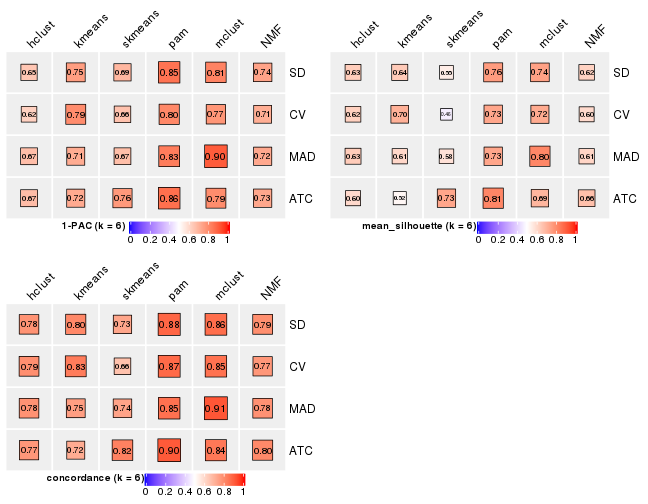 hclust kmeans skmeans pam mclust NMF
0.65 0.75 0.69 0.85 0.81 0.74 SD
0.62 0.79 0.66 0.80 0.77 0.71 CV
0.67 0.71 0.67 0.83 0.90 0.72 MAD
0.67 0.72 0.76 0.86 0.79 0.73 ATC
1-PAC (k = 6)
0 0.2 0.4 0.6 0.8 1
hclust kmeans skmeans pam mclust NMF
0.63 0.64 0.55 0.76 0.74 0.62 SD
0.62 0.70 0.73 0.72 0.60 CV
0.63 0.61 0.58 0.73 0.80 0.61 MAD
0.60 0.52 0.73 0.81 0.69 0.66 ATC
mean_silhouette (k = 6)
0 0.2 0.4 0.6 0.8 1
hclust kmeans skmeans pam mclust NMF
0.78 0.80 0.73 0.88 0.86 0.79 SD
0.79 0.83 0.66 0.87 0.85 0.77 CV
0.78 0.75 0.74 0.85 0.91 0.78 MAD
0.77 0.72 0.82 0.90 0.84 0.80 ATC
concordance (k = 6)
0 0.2 0.4 0.6 0.8 1